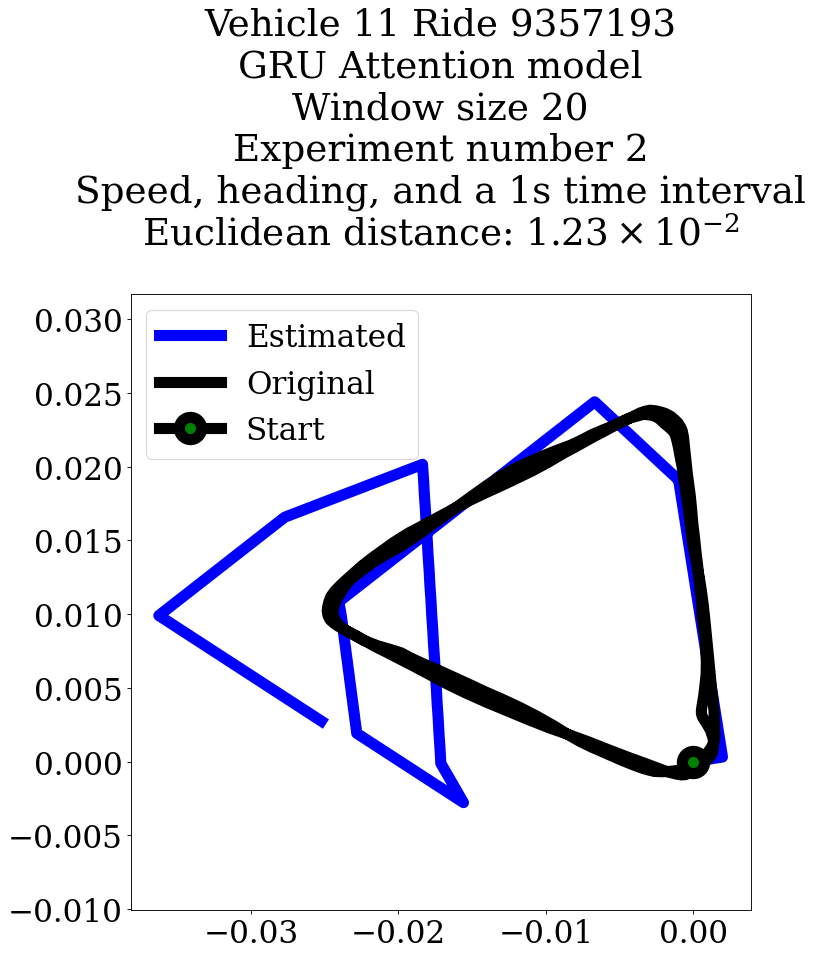 Vehicle 11 Ride 9357193
GRU Attention model
Window size 20
Experiment number 2
Speed, heading, and a 1s time interval
Euclidean distance: 1.23 × 10⁻²
0.030
Estimated
0.025
Original
Start
0.020
0.015
0.010
0.005
0.000
−0.005
−0.010
−0.03 −0.02 −0.01 0.00